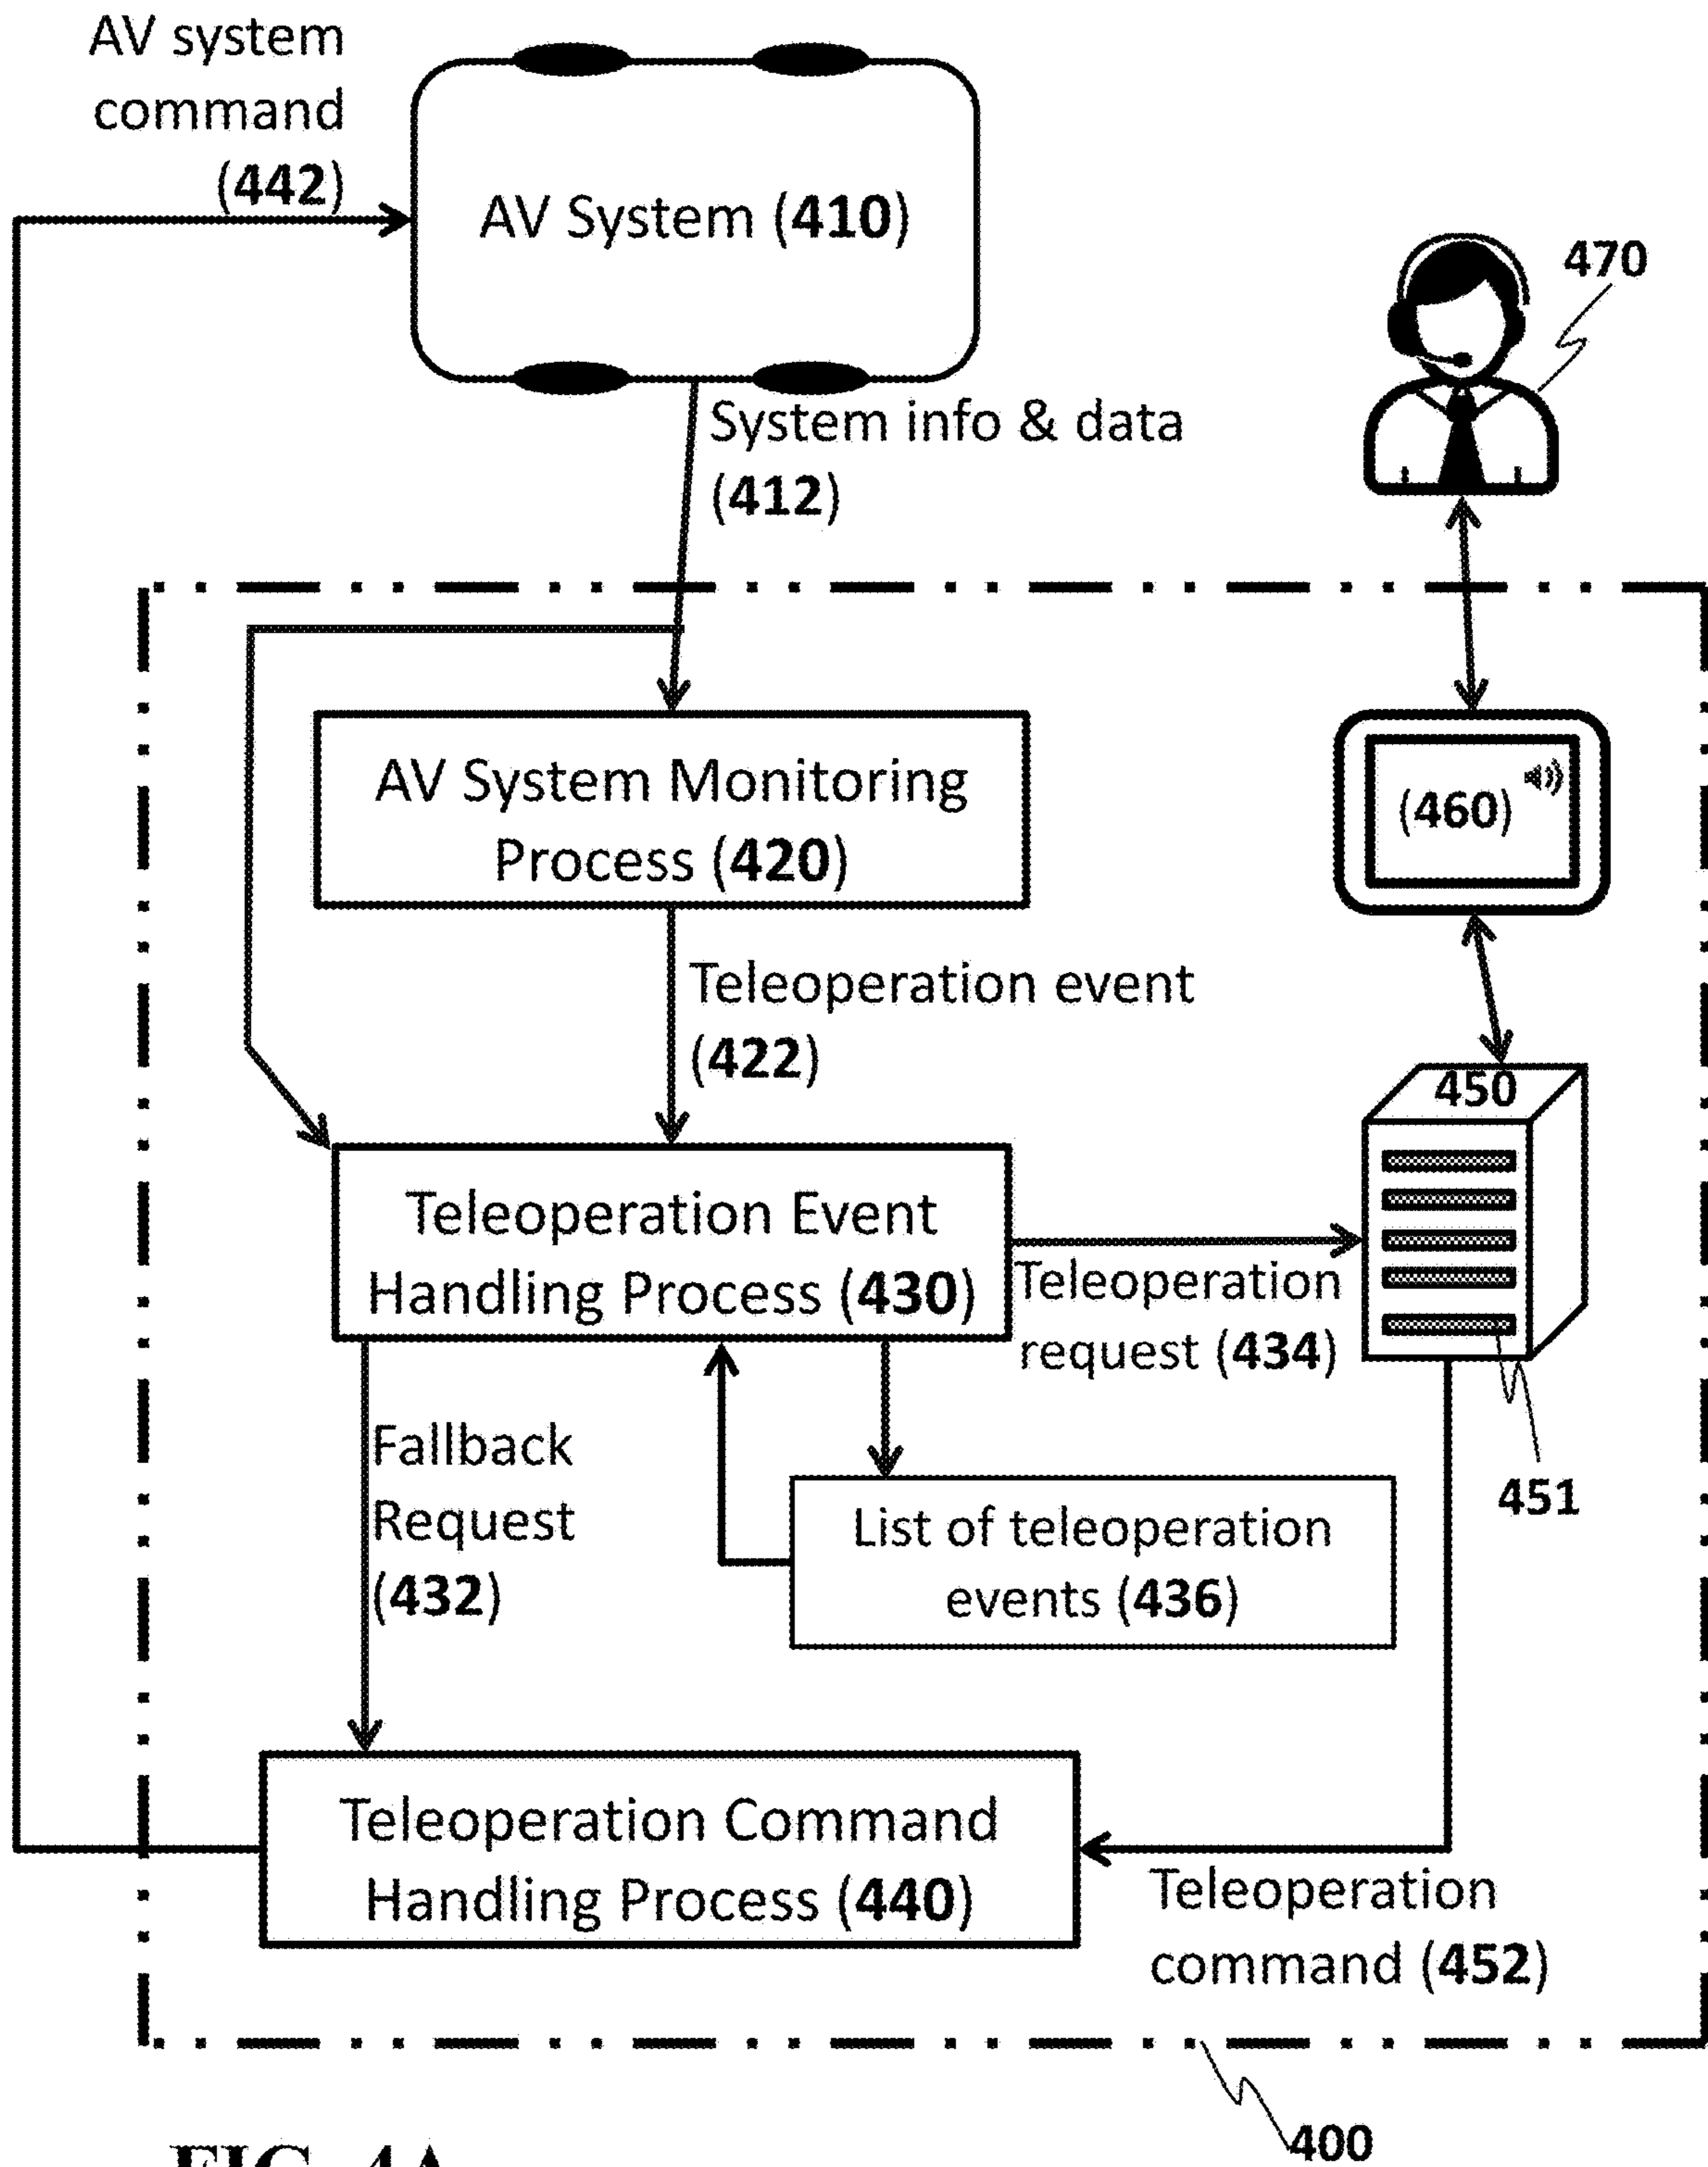 AV system
command
(442)
AV System (410)
470
System info & data
(412)
AV System Monitoring
Process (420)
(460)
Teleoperation event
(422)
450
Teleoperation Event
Handling Process (430)
Teleoperation
request (434)
Fallback
Request
(432)
List of teleoperation
events (436)
451
Teleoperation Command
Handling Process (440)
Teleoperation
command (452)
400
FIG. 4A